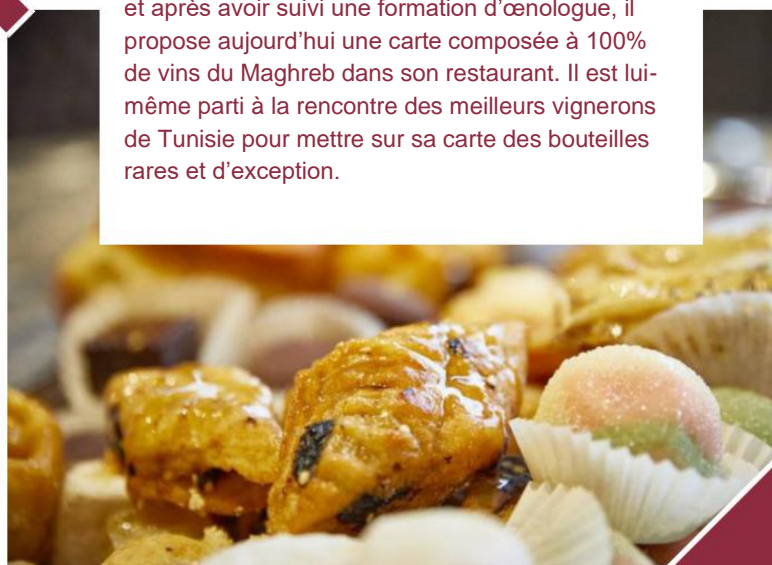 et après avoir suivi une formation d’œnologue, il
propose aujourd’hui une carte composée à 100%
de vins du Maghreb dans son restaurant. Il est lui-
même parti à la rencontre des meilleurs vignerons
de Tunisie pour mettre sur sa carte des bouteilles
rares et d’exception.